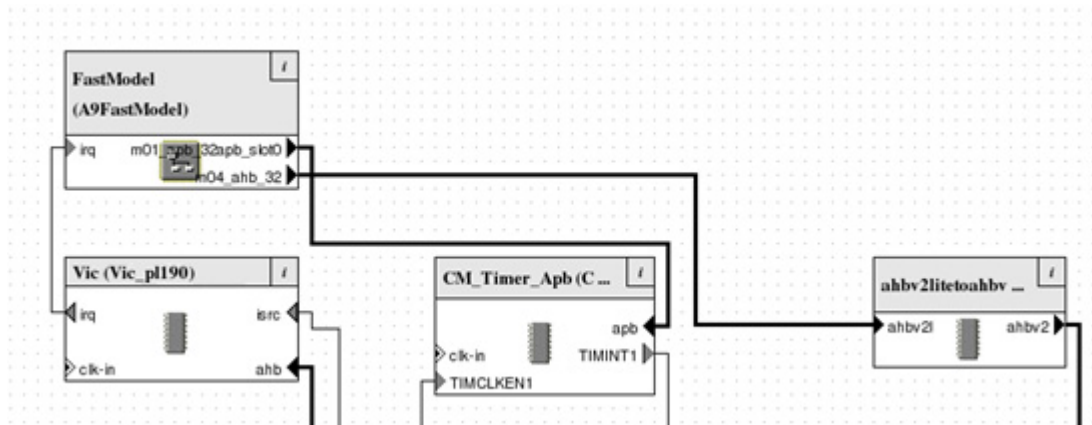 i
FastModel
(A9FastModel)
irq
m01_apb_32apb_slot0
m04_ahb_32
Vic (Vic_pl190)
i
irq
isrc
clk-in
ahb
CM_Timer_Apb (C ...
i
apb
clk-in
TIMINT1
TIMCLKEN1
i
ahbv2litetoahbv ...
ahbv2l
ahbv2